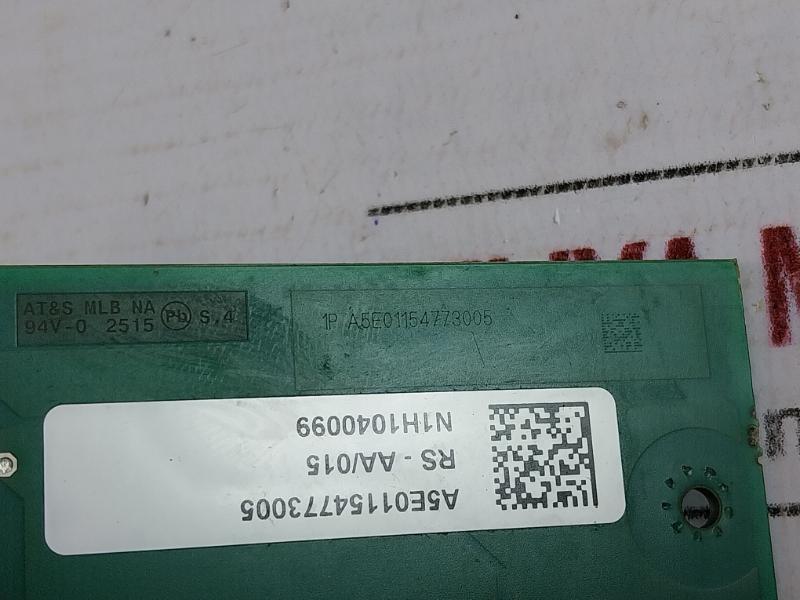 AT&S MLB NA
94V-0 2515 Pb S.4
1P A5E01154773005
A5E01154773005
RS - AA/015
N1H1040099